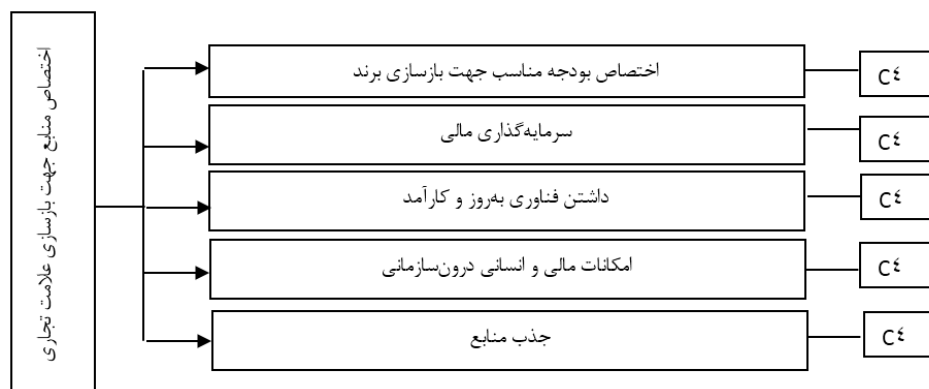 اختصاص منابع جهت بازسازی علامت تجاری
اختصاص بودجه مناسب جهت بازسازی برند
C٤
سرمایه‌گذاری مالی
C٤
داشتن فناوری به‌روز و کارآمد
C٤
امکانات مالی و انسانی درون‌سازمانی
C٤
جذب منابع
C٤